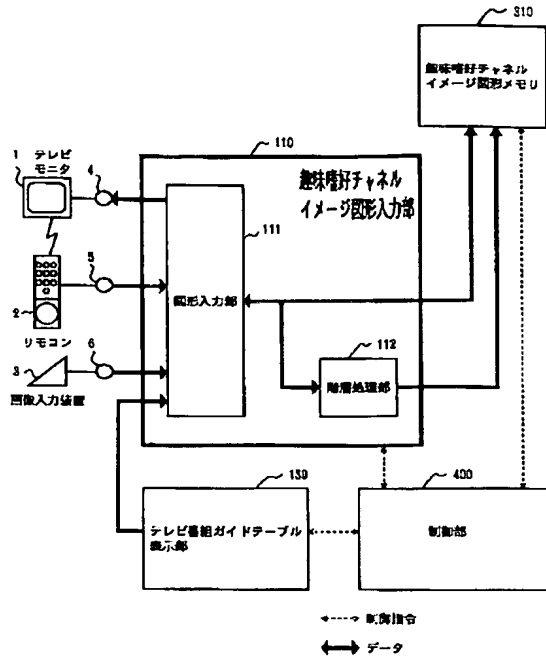 310
趣味嗜好チャネル
イメージ図形メモリ
1
テレビ
モニタ
4
110
趣味嗜好チャネル
イメージ図形入力部
111
図形入力部
5
2
リモコン
6
3
画像入力装置
112
階層処理部
139
テレビ番組ガイドテーブル
表示部
400
制御部
制御指令
データ